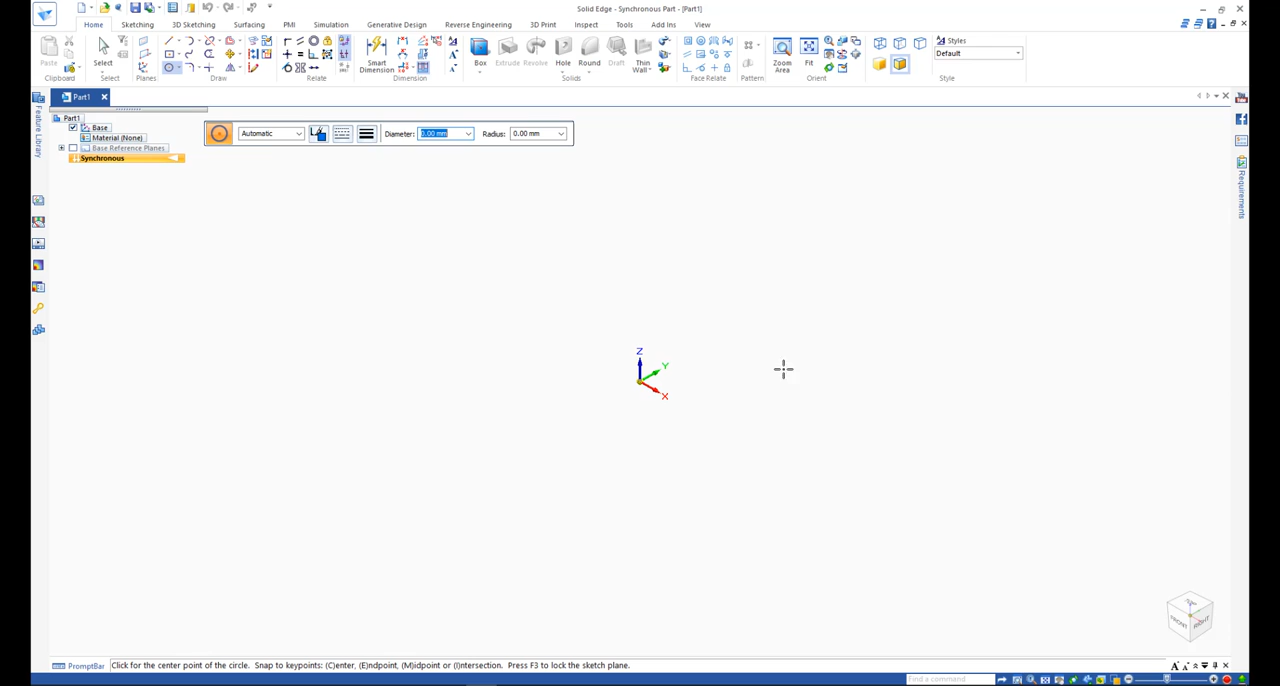 Solid Edge - Synchronous Part - [Part1]
Home Sketching 3D Sketching Surfacing PMI Simulation Generative Design Reverse Engineering 3D Print Inspect Tools Add Ins View
Paste Select Smart Dimension Box Extrude Revolve Hole Round Draft Thin Wall Zoom Area Fit Styles
Default
Clipboard Select Planes Draw Relate Dimension Solids Face Relate Pattern Orient Style
Part1
Part1
Base
Material (None)
Base Reference Planes
Synchronous
Automatic Diameter: 0.00 mm Radius: 0.00 mm
Feature Library
Requirements
Z
Y
X
FRONT RIGHT
PromptBar Click for the center point of the circle. Snap to keypoints: (C)enter, (E)ndpoint, (M)idpoint or (I)ntersection. Press F3 to lock the sketch plane.
Find a command